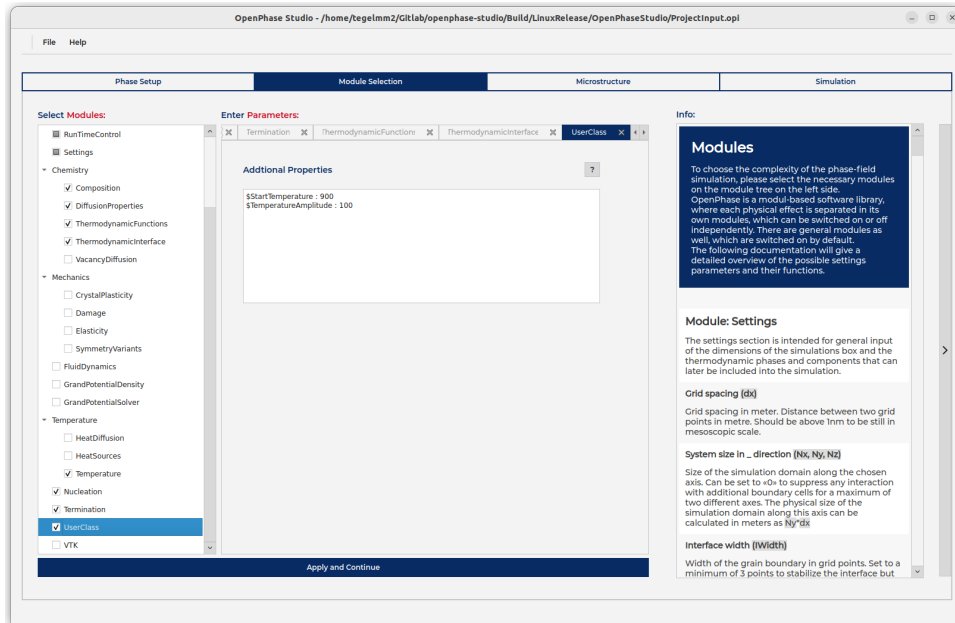 OpenPhase Studio - /home/tegelmm2/Gitlab/openphase-studio/Build/LinuxRelease/OpenPhaseStudio/ProjectInput.opi
File Help
Phase Setup Module Selection Microstructure Simulation
Select Modules:
RunTimeControl
Settings
Chemistry
Composition
DiffusionProperties
ThermodynamicFunctions
ThermodynamicInterface
VacancyDiffusion
Mechanics
CrystalPlasticity
Damage
Elasticity
SymmetryVariants
FluidDynamics
GrandPotentialDensity
GrandPotentialSolver
Temperature
HeatDiffusion
HeatSources
Temperature
Nucleation
Termination
UserClass
VTK
Enter Parameters:
Termination ThermodynamicFunctions ThermodynamicInterface UserClass
Addtional Properties ?
$StartTemperature : 900
$TemperatureAmplitude : 100
Apply and Continue
Info:
Modules
To choose the complexity of the phase-field
simulation, please select the necessary modules
on the module tree on the left side.
OpenPhase is a modul-based software library,
where each physical effect is separated in its
own modules, which can be switched on or off
independently. There are general modules as
well, which are switched on by default.
The following documentation will give a
detailed overview of the possible settings
parameters and their functions.
Module: Settings
The settings section is intended for general input
of the dimensions of the simulations box and the
thermodynamic phases and components that can
later be included into the simulation.
Grid spacing (dx)
Grid spacing in meter. Distance between two grid
points in metre. Should be above 1nm to be still in
mesoscopic scale.
System size in _ direction (Nx, Ny, Nz)
Size of the simulation domain along the chosen
axis. Can be set to «0» to suppress any interaction
with additional boundary cells for a maximum of
two different axes. The physical size of the
simulation domain along this axis can be
calculated in meters as Ny*dx
Interface width (IWidth)
Width of the grain boundary in grid points. Set to a
minimum of 3 points to stabilize the interface but